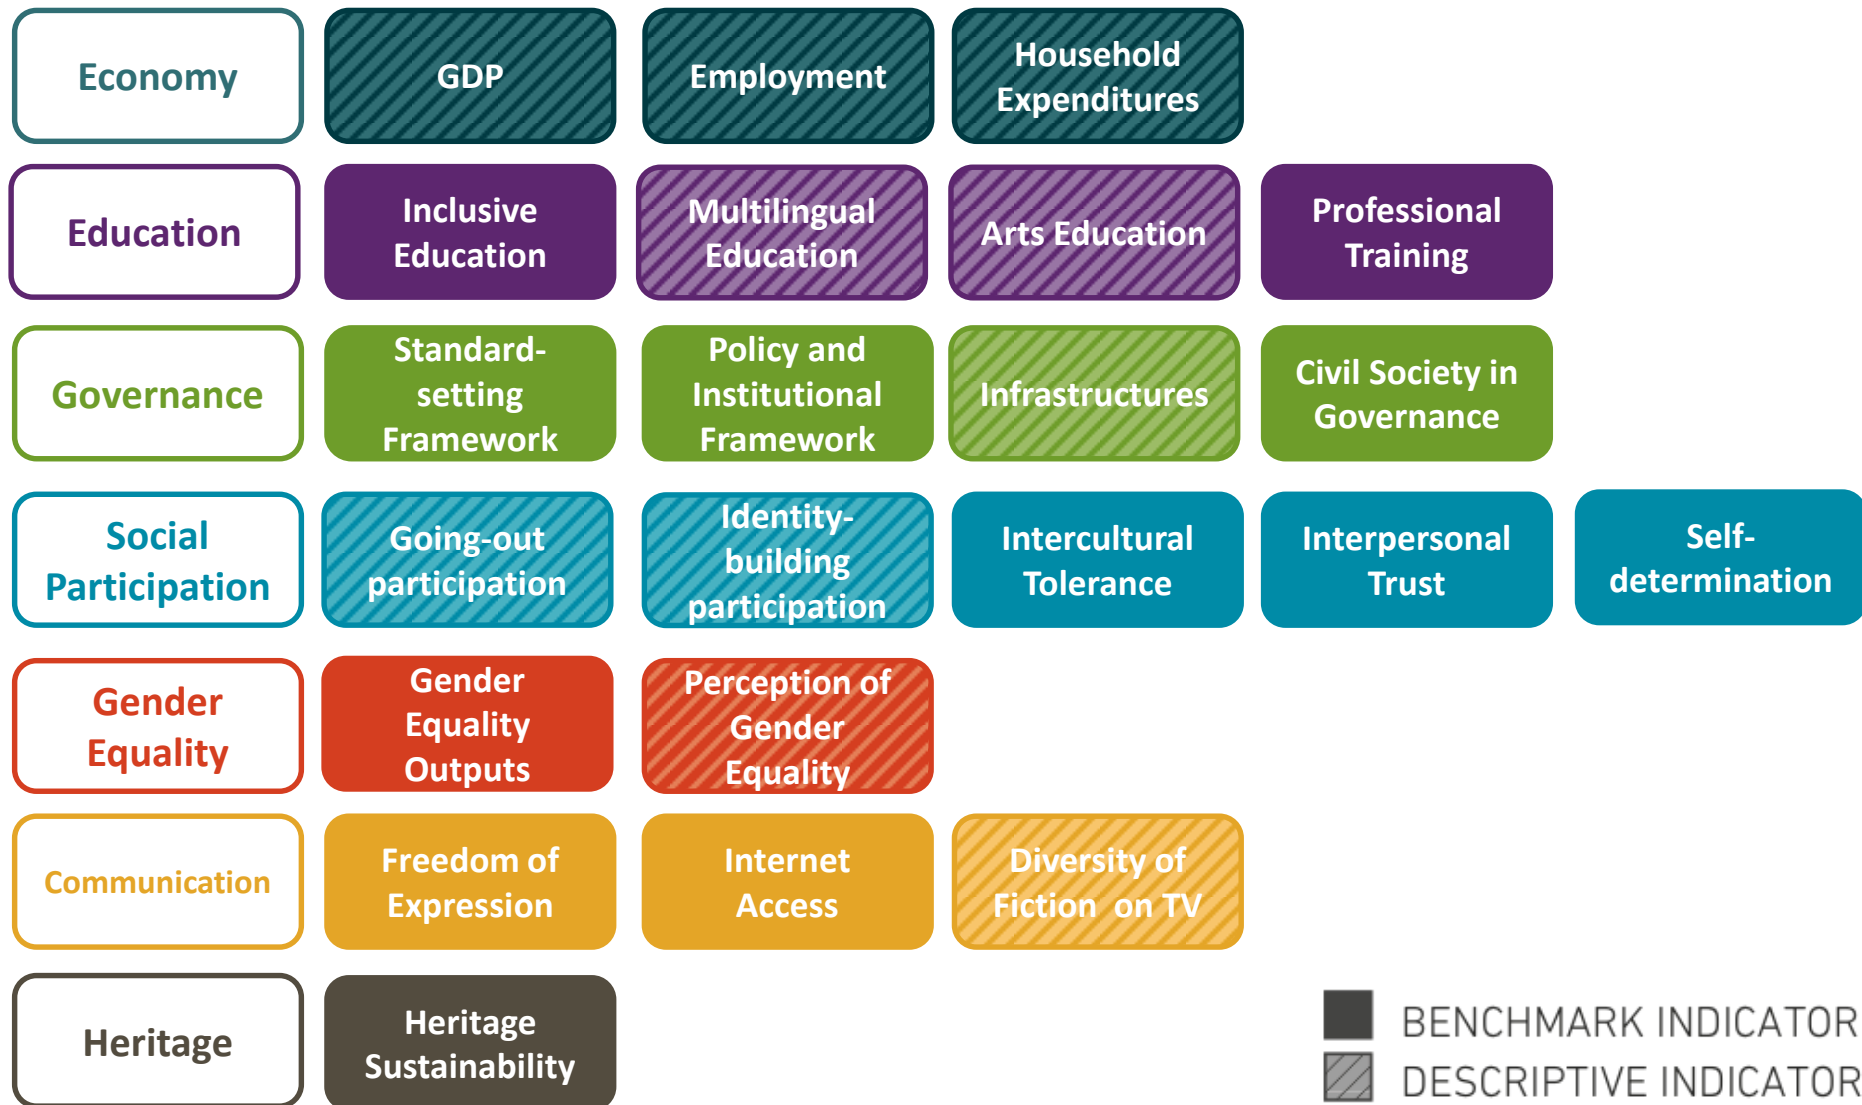 Economy
GDP
Employment
Household
Expenditures
Education
Inclusive
Education
Multilingual
Education
Arts Education
Professional
Training
Governance
Standard-
setting
Framework
Policy and
Institutional
Framework
Infrastructures
Civil Society in
Governance
Social
Participation
Going-out
participation
Identity-
building
participation
Intercultural
Tolerance
Interpersonal
Trust
Self-
determination
Gender
Equality
Gender
Equality
Outputs
Perception of
Gender
Equality
Communication
Freedom of
Expression
Internet
Access
Diversity of
Fiction on TV
Heritage
Heritage
Sustainability
BENCHMARK INDICATOR
DESCRIPTIVE INDICATOR